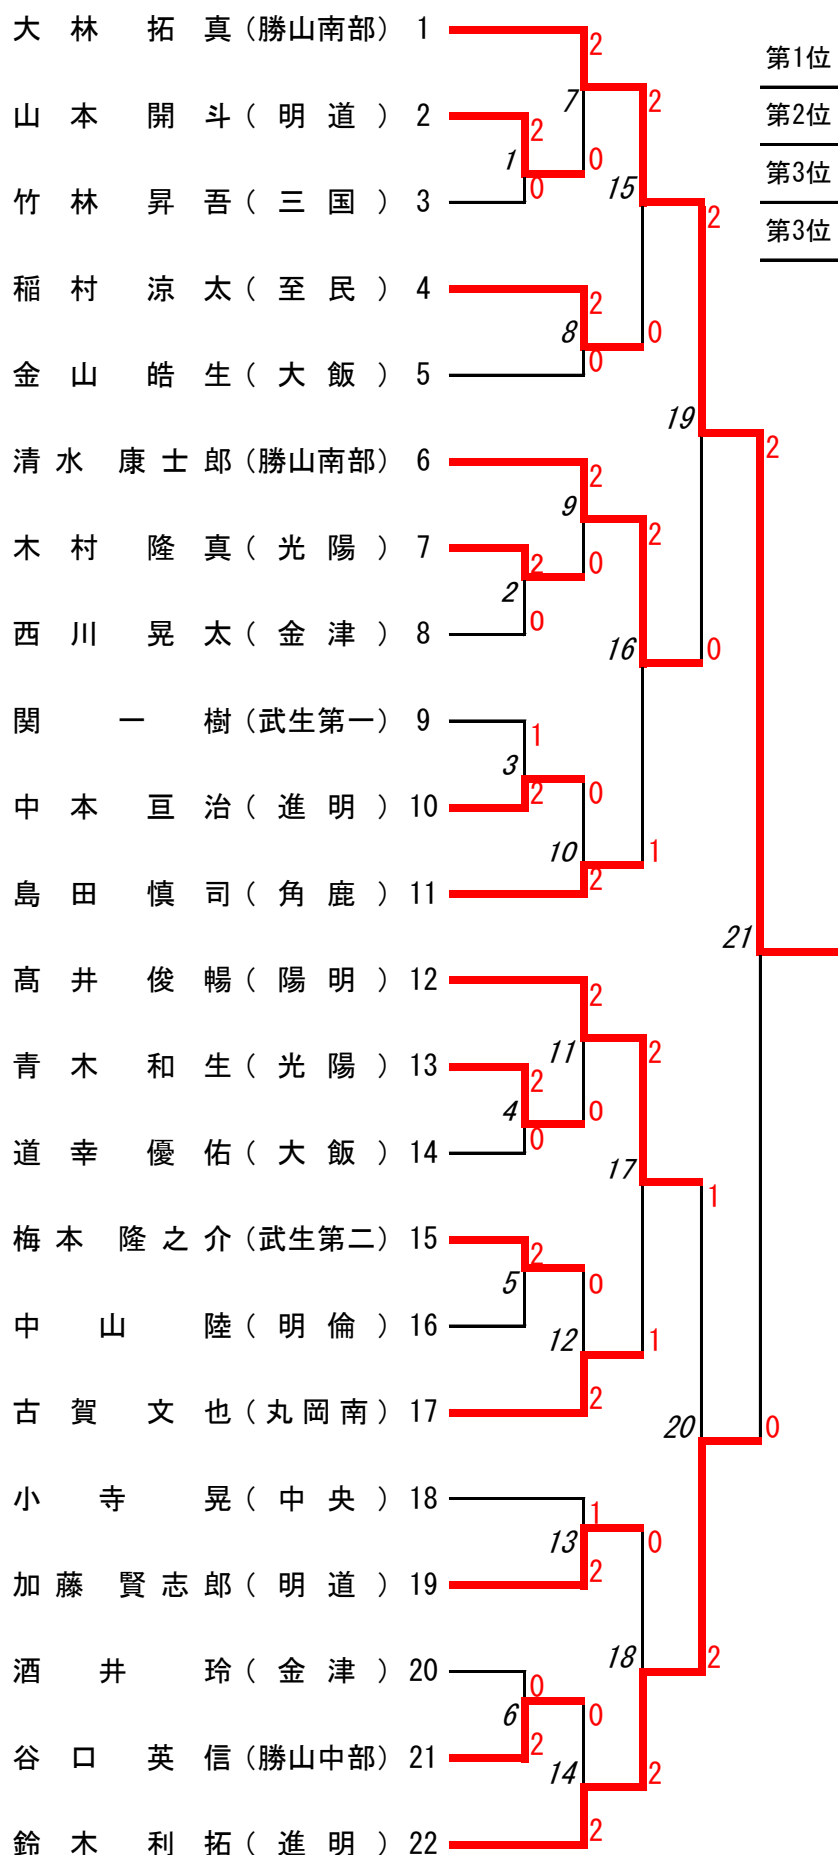 大林 拓真 (勝山南部) 1
2
第1位
山本 開斗 (明道) 2
7
2
第2位
2
1
0
0
竹林 昇吾 (三国) 3
15
第3位
2
第3位
稲村 涼太 (至民) 4
2
8
0
0
金山 皓生 (大飯) 5
19
2
清水 康士郎 (勝山南部) 6
2
9
2
木村 隆真 (光陽) 7
2
0
2
0
西川 晃太 (金津) 8
16
0
関 一樹 (武生第一) 9
1
3
2
0
中本 亘治 (進明) 10
10
1
2
島田 慎司 (角鹿) 11
21
髙井 俊暢 (陽明) 12
2
11
2
青木 和生 (光陽) 13
2
4
0
0
道幸 優佑 (大飯) 14
17
1
梅本 隆之介 (武生第二) 15
2
5
0
中山 陸 (明倫) 16
12
1
2
古賀 文也 (丸岡南) 17
20
0
小寺 晃 (中央) 18
1
13
0
2
加藤 賢志郎 (明道) 19
18
2
酒井 玲 (金津) 20
0
6
0
2
谷口 英信 (勝山中部) 21
14
2
2
鈴木 利拓 (進明) 22